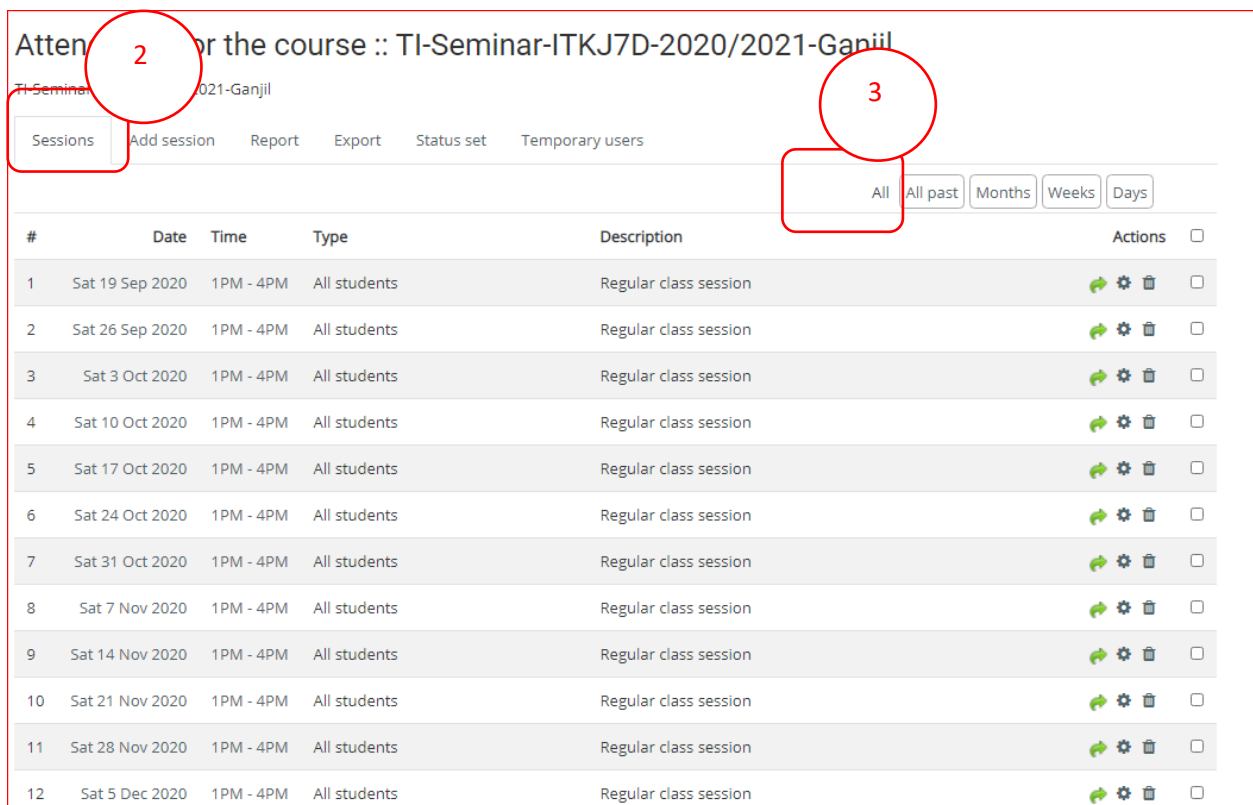 Atten or the course :: TI-Seminar-ITKJ7D-2020/2021-Ganjil
2
TI-Seminar 2021-Ganjil
3
Sessions Add session Report Export Status set Temporary users
All All past Months Weeks Days
# Date Time Type Description Actions
1 Sat 19 Sep 2020 1PM - 4PM All students Regular class session
2 Sat 26 Sep 2020 1PM - 4PM All students Regular class session
3 Sat 3 Oct 2020 1PM - 4PM All students Regular class session
4 Sat 10 Oct 2020 1PM - 4PM All students Regular class session
5 Sat 17 Oct 2020 1PM - 4PM All students Regular class session
6 Sat 24 Oct 2020 1PM - 4PM All students Regular class session
7 Sat 31 Oct 2020 1PM - 4PM All students Regular class session
8 Sat 7 Nov 2020 1PM - 4PM All students Regular class session
9 Sat 14 Nov 2020 1PM - 4PM All students Regular class session
10 Sat 21 Nov 2020 1PM - 4PM All students Regular class session
11 Sat 28 Nov 2020 1PM - 4PM All students Regular class session
12 Sat 5 Dec 2020 1PM - 4PM All students Regular class session